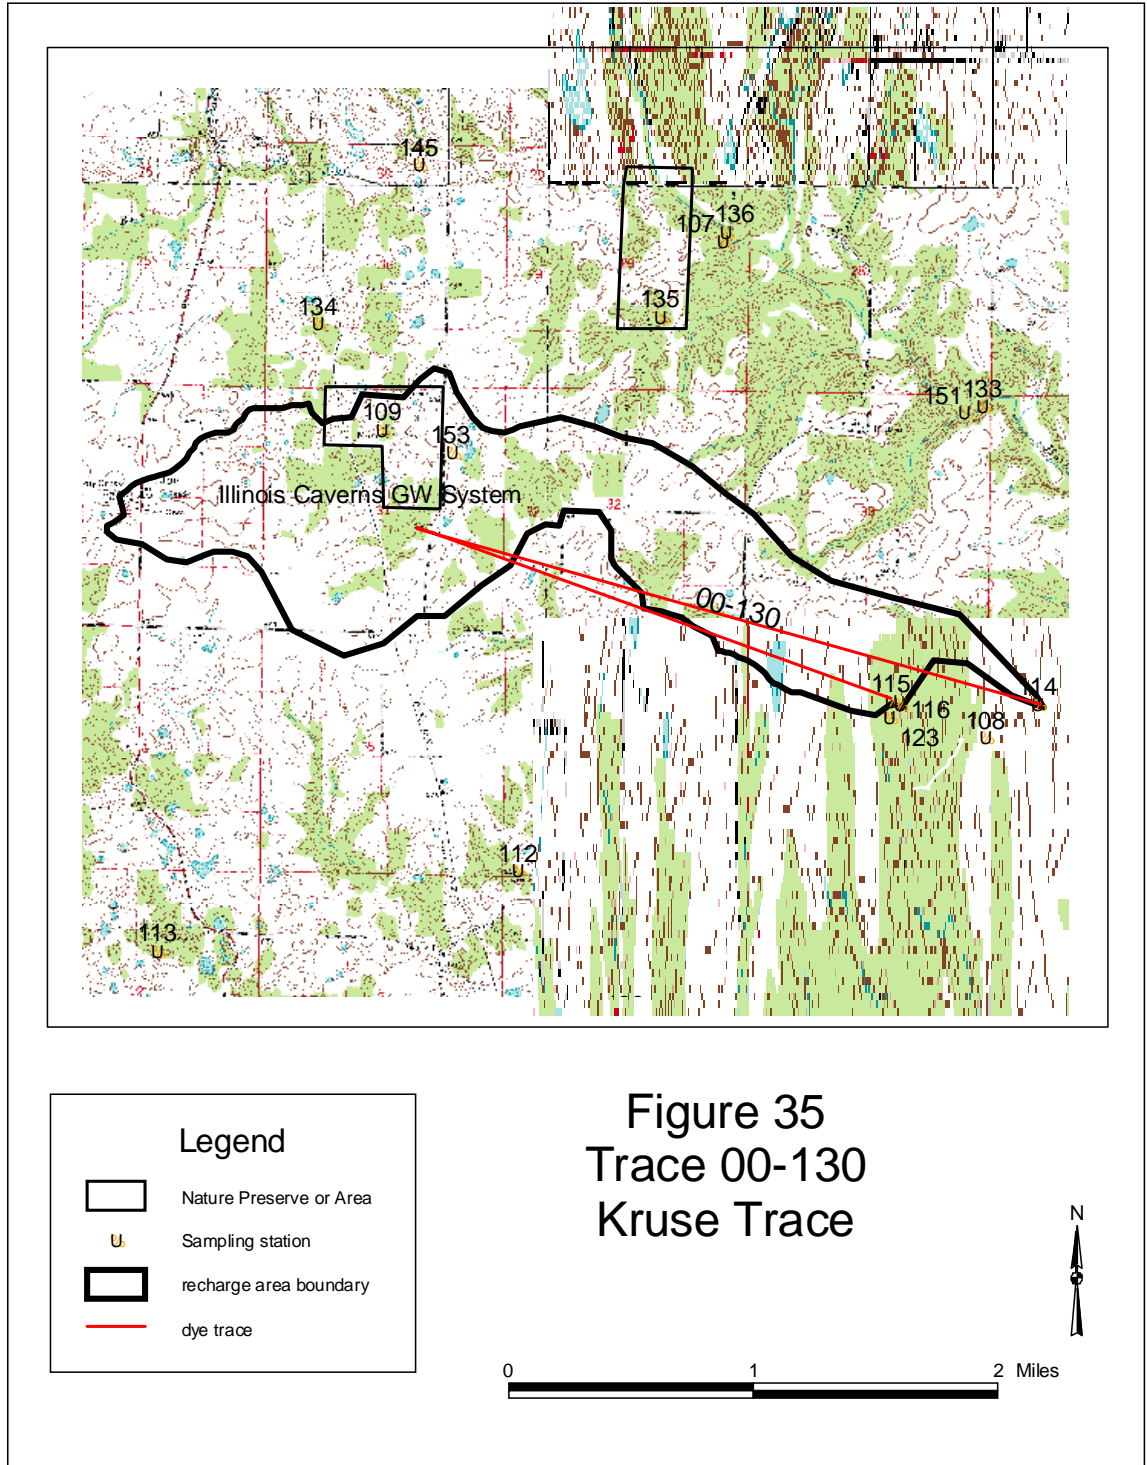 145
136
107
135
134
151 133
109
153
Illinois Caverns GW System
00-130
115
114
116
108
123
112
113
Figure 35
Trace 00-130
Kruse Trace
Legend
Nature Preserve or Area
U Sampling station
recharge area boundary
dye trace
N
0 1 2 Miles